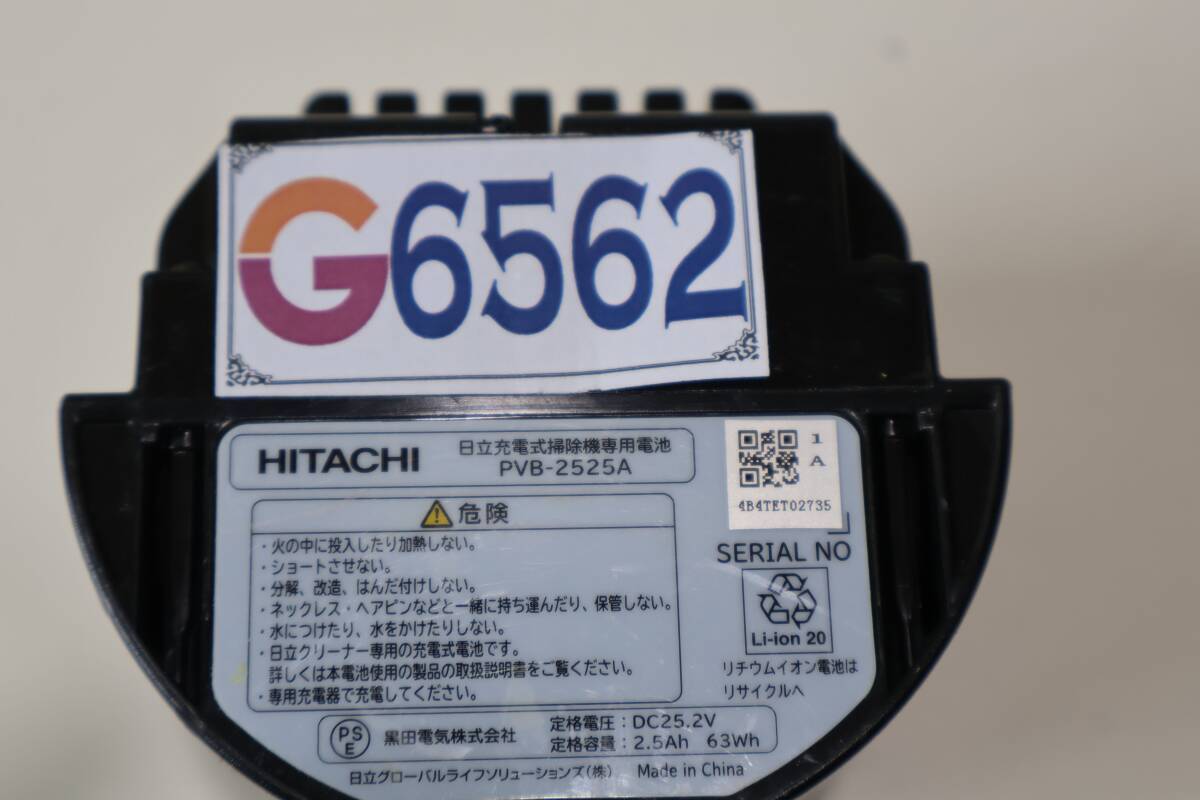 G6562
HITACHI
日立充電式掃除機専用電池
PVB-2525A
1
A
4B4TET02735
SERIAL NO
危険
・火の中に投入したり加熱しない。
・ショートさせない。
・分解、改造、はんだ付けしない。
・ネックレス・ヘアピンなどと一緒に持ち運んだり、保管しない。
・水につけたり、水をかけたりしない。
・日立クリーナー専用の充電式電池です。
詳しくは本電池使用の製品の取扱説明書をご覧ください。
・専用充電器で充電してください。
Li-ion 20
リチウムイオン電池は
リサイクルへ
PS
E
黒田電気株式会社
定格電圧：DC25.2V
定格容量：2.5Ah 63Wh
日立グローバルライフソリューションズ(株) Made in China